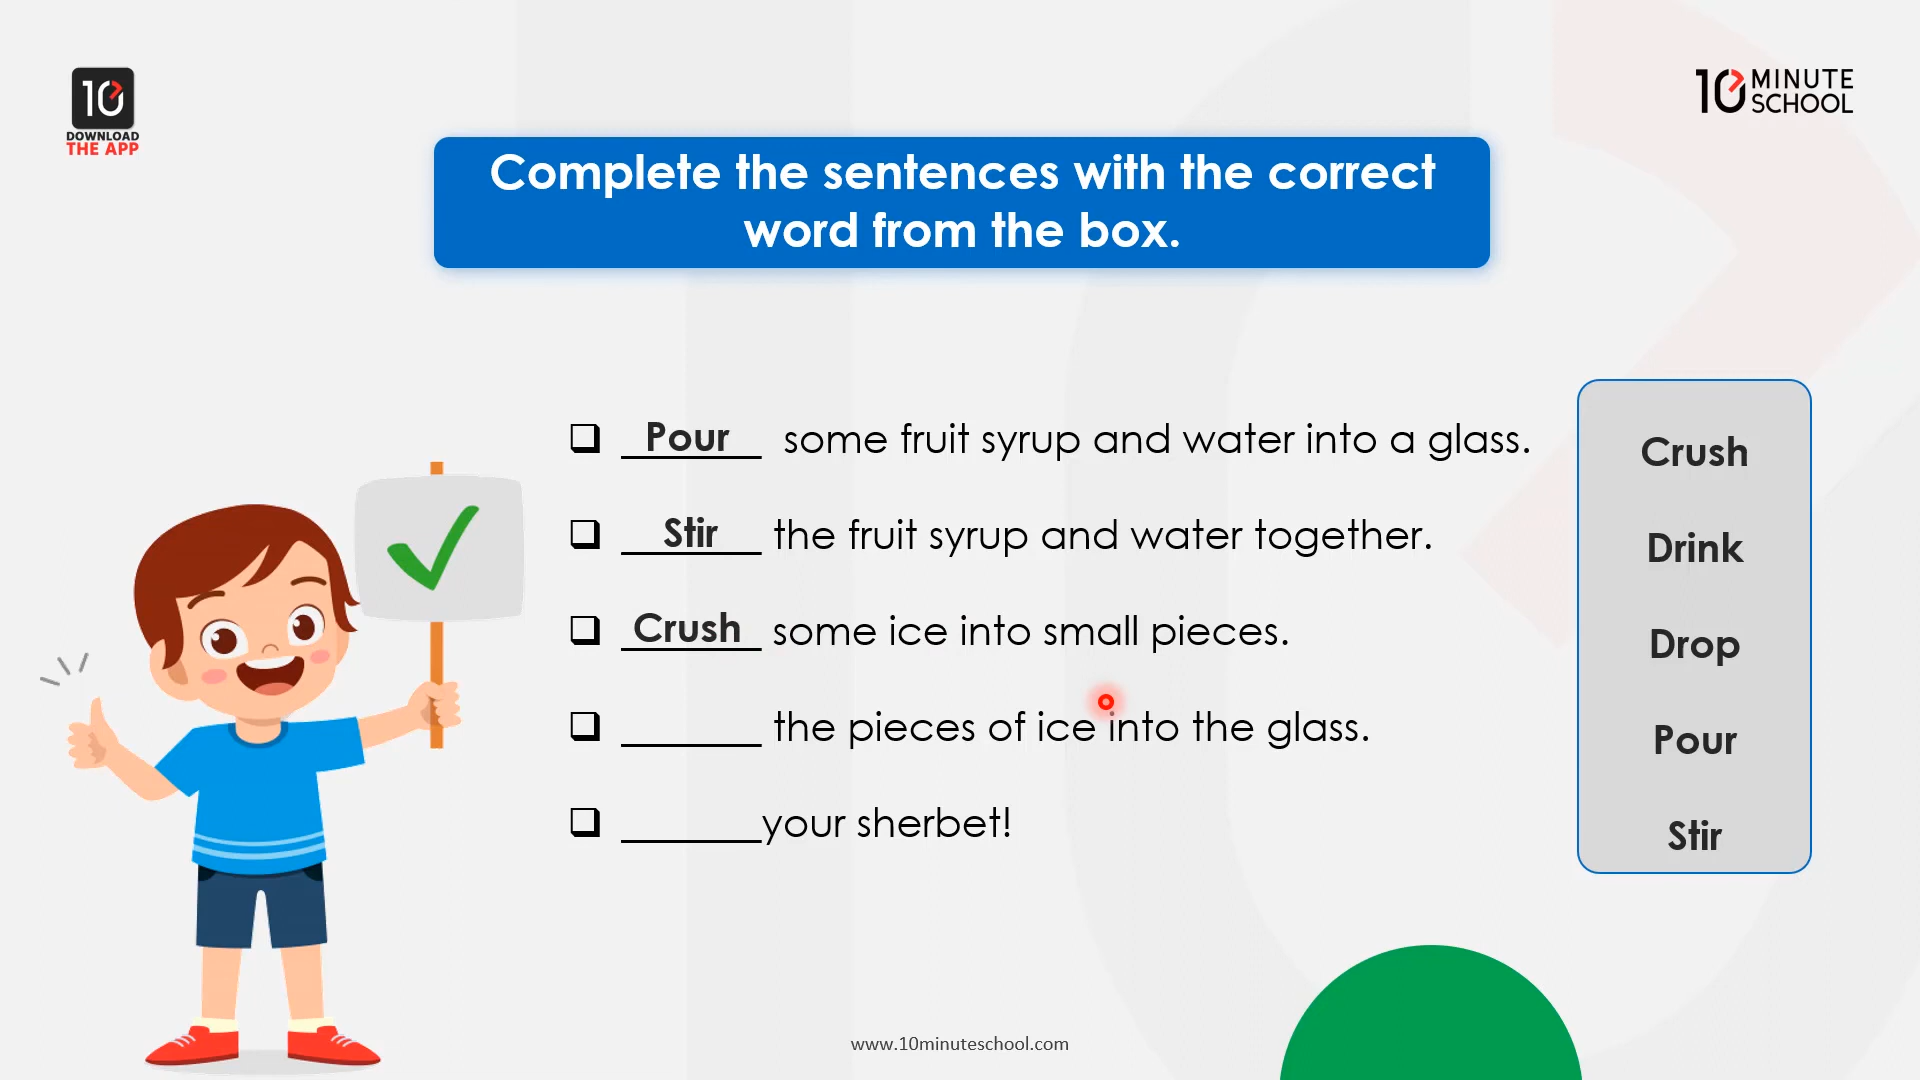 10
DOWNLOAD
THE APP
10 MINUTE
SCHOOL
Complete the sentences with the correct
word from the box.
Pour some fruit syrup and water into a glass.
Stir the fruit syrup and water together.
Crush some ice into small pieces.
_______ the pieces of ice into the glass.
_______your sherbet!
Crush
Drink
Drop
Pour
Stir
www.10minuteschool.com